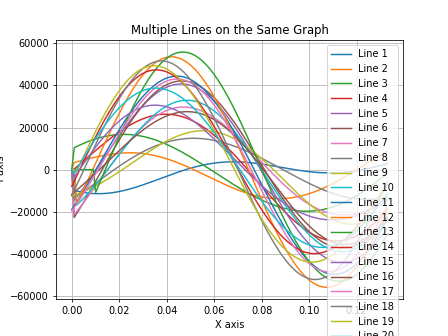 Multiple Lines on the Same Graph
60000
40000
20000
0
−20000
−40000
−60000
0.00 0.02 0.04 0.06 0.08 0.10
X axis
axis
Line 1
Line 2
Line 3
Line 4
Line 5
Line 6
Line 7
Line 8
Line 9
Line 10
Line 11
Line 12
Line 13
Line 14
Line 15
Line 16
Line 17
Line 18
Line 19
Line 20